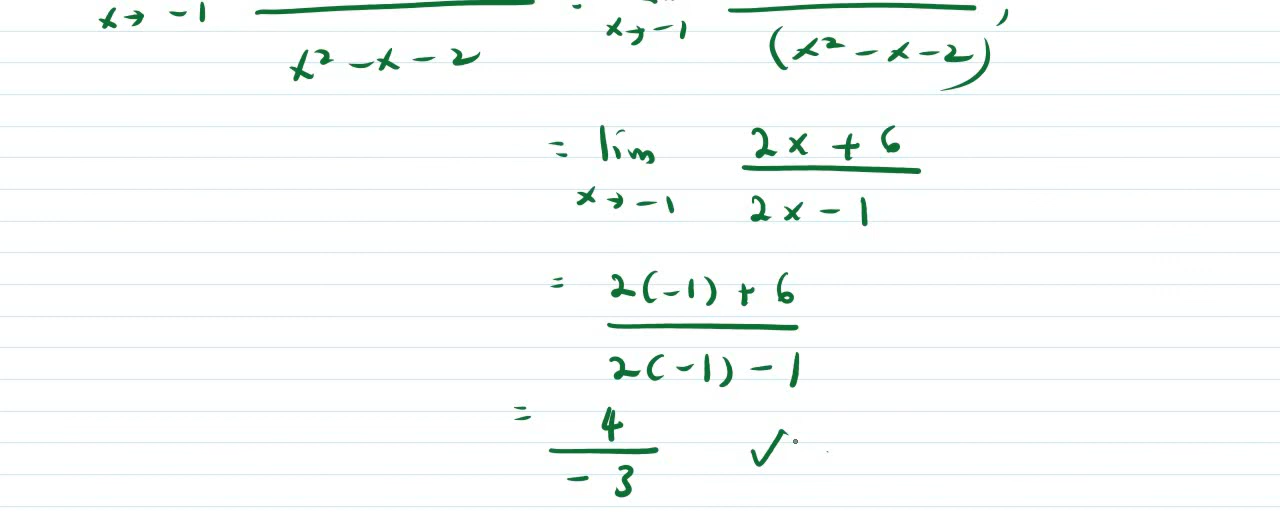 x → -1 = x → -1
x² - x - 2 (x² - x - 2)'
= lim 2x + 6
x → -1 2x - 1
= 2(-1) + 6
2(-1) - 1
= 4 ✓
- 3